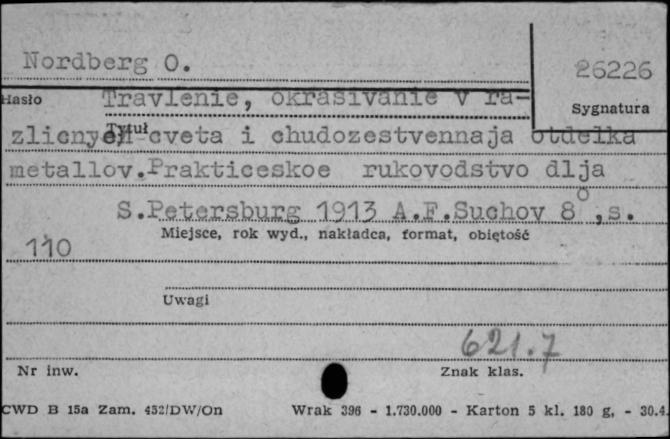 Nordberg O.
26226
Hasło Travlenie, okrasivanie v ra-
Sygnatura
Tytuł
zlicnyeh cveta i chudozestvennaja otdelka
metallov.Prakticeskoe rukovodstvo dlja
S.Petersburg 1913 A.F.Suchov 8°,s.
Miejsce, rok wyd., nakładca, format, objętość
110
Uwagi
621.7
Nr inw.
Znak klas.
CWD B 15a Zam. 452/DW/On Wrak 396 - 1.730.000 - Karton 5 kl. 180 g, - 30.4.